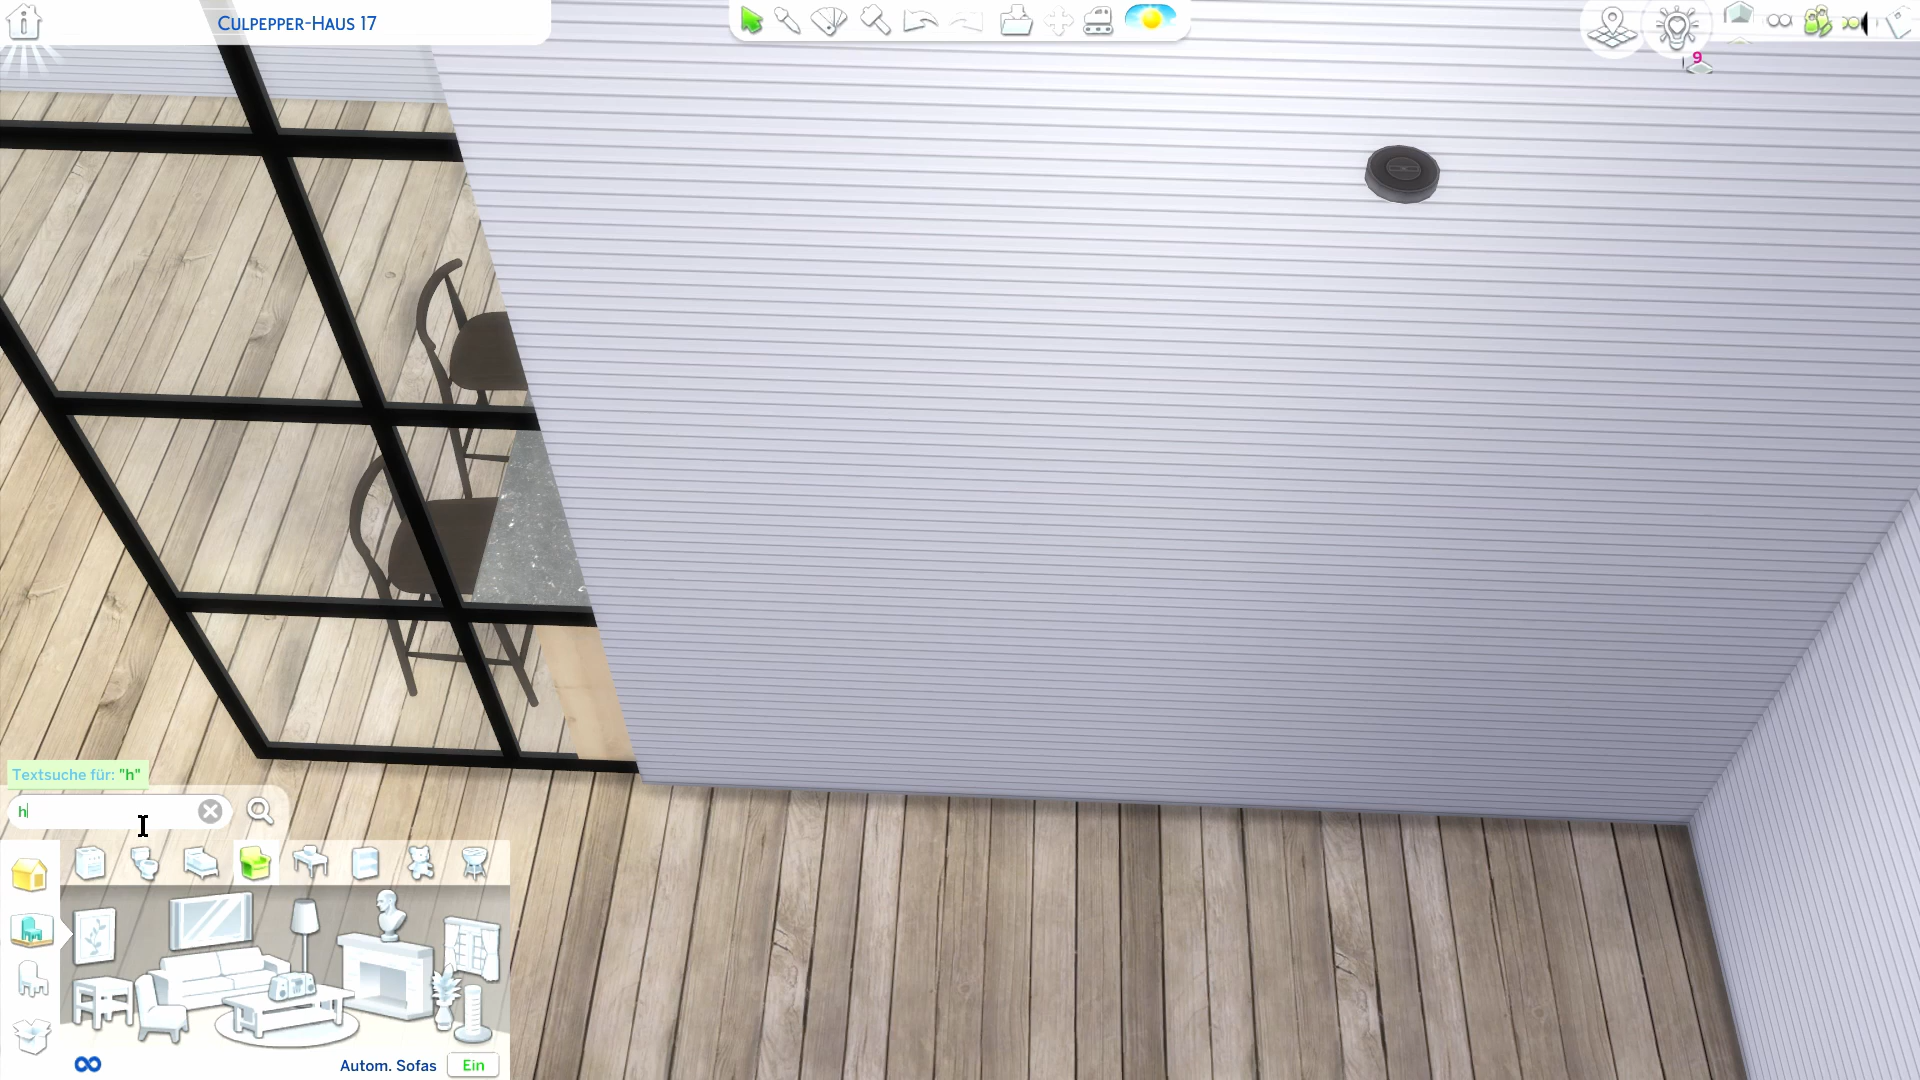 Culpepper-Haus 17
9
Textsuche für: "h"
h
Autom. Sofas
Ein